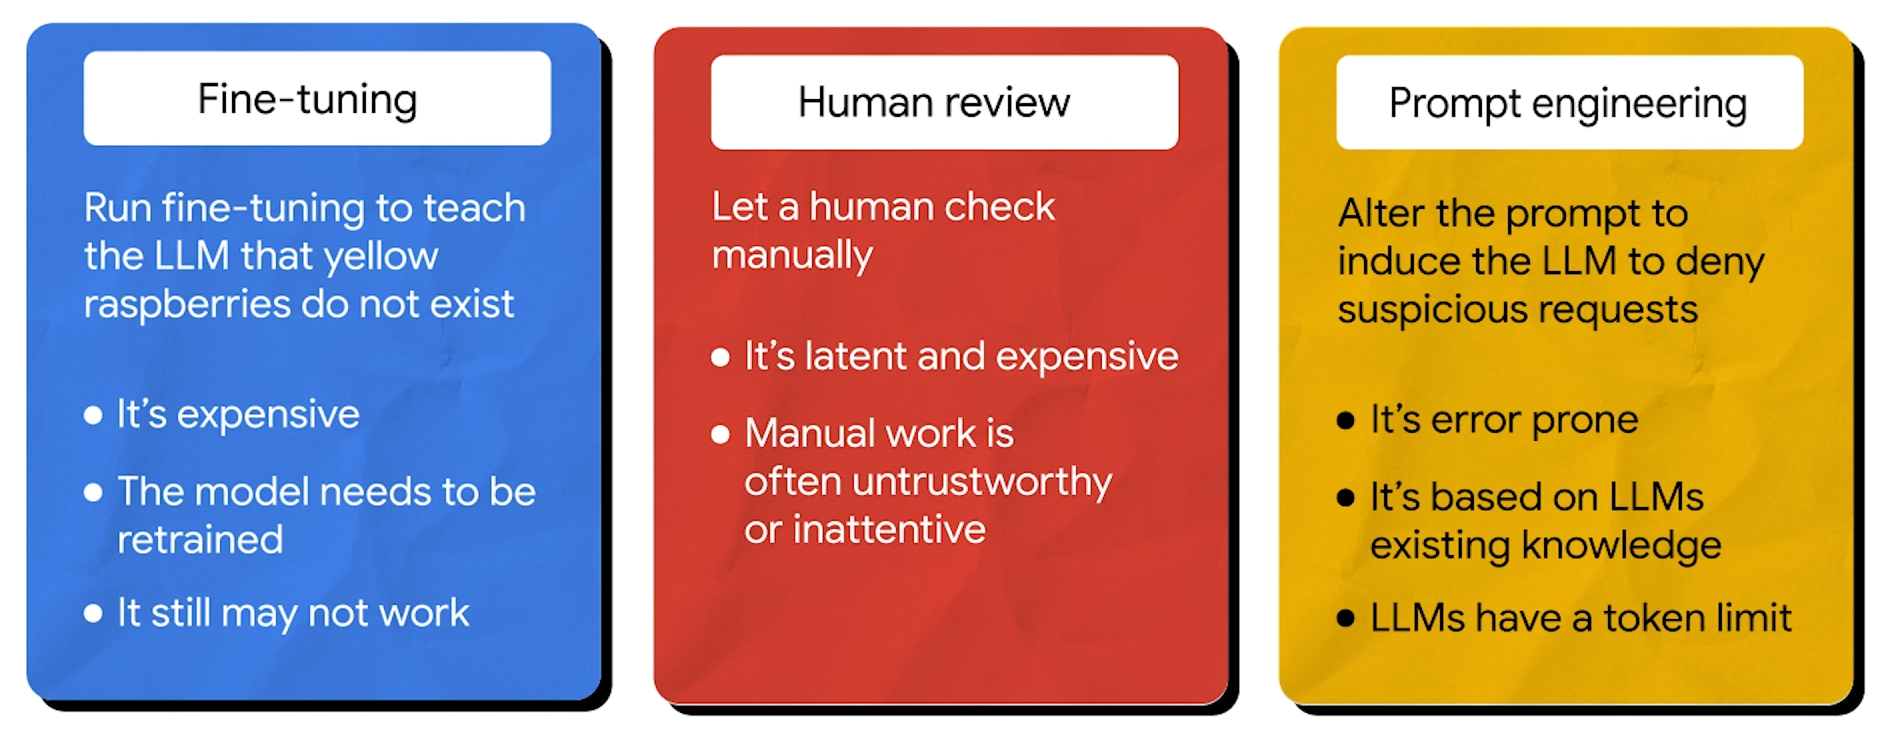 Fine-tuning
Run fine-tuning to teach
the LLM that yellow
raspberries do not exist
• It’s expensive
• The model needs to be
retrained
• It still may not work
Human review
Let a human check
manually
• It’s latent and expensive
• Manual work is
often untrustworthy
or inattentive
Prompt engineering
Alter the prompt to
induce the LLM to deny
suspicious requests
• It’s error prone
• It’s based on LLMs
existing knowledge
• LLMs have a token limit